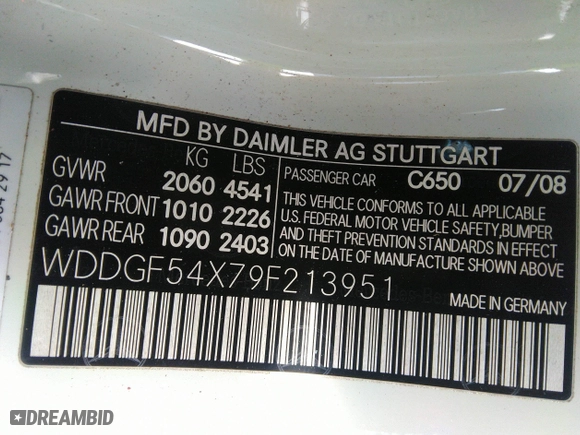 MFD BY DAIMLER AG STUTTGART
KG LBS
GVWR 2060 4541
GAWR FRONT 1010 2226
GAWR REAR 1090 2403
PASSENGER CAR C650 07/08
THIS VEHICLE CONFORMS TO ALL APPLICABLE
U.S. FEDERAL MOTOR VEHICLE SAFETY, BUMPER
AND THEFT PREVENTION STANDARDS IN EFFECT
ON THE DATE OF MANUFACTURE SHOWN ABOVE.
WDDGF54X79F213951
MADE IN GERMANY
DREAMBID